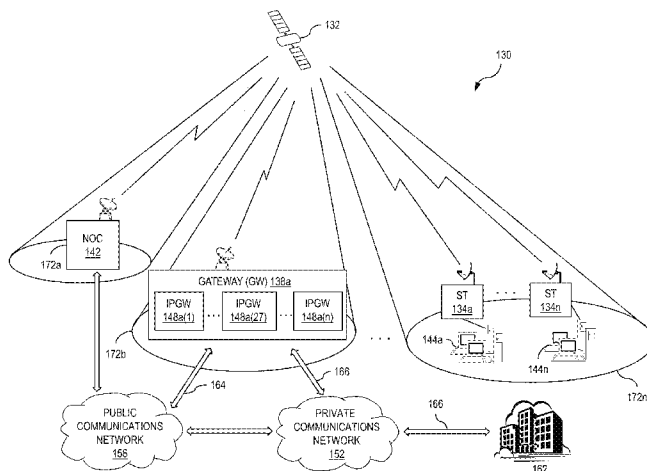 132
130
NOC
142
172a
GATEWAY (GW) 138a
IPGW
148a(1)
IPGW
148a(27)
IPGW
148a(n)
172b
ST
134a
ST
134n
144a
144n
172n
164
166
PUBLIC
COMMUNICATIONS
NETWORK
156
PRIVATE
COMMUNICATIONS
NETWORK
152
166
162